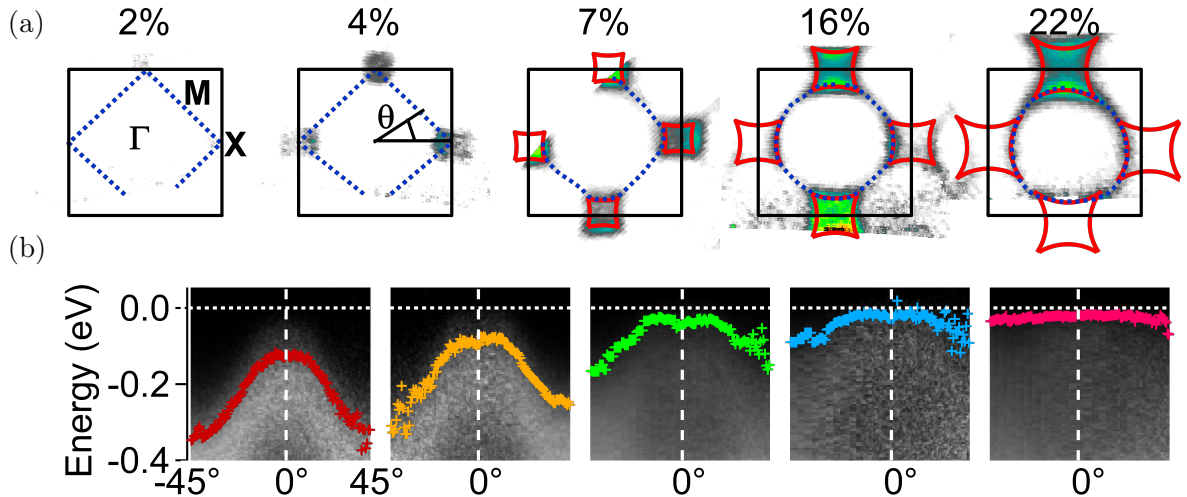 (a) 2% 4% 7% 16% 22%
M
θ
Γ
X
(b)
0.0
-0.2
-0.4
Energy (eV)
-45° 0° 45° 0° 0° 0° 0°